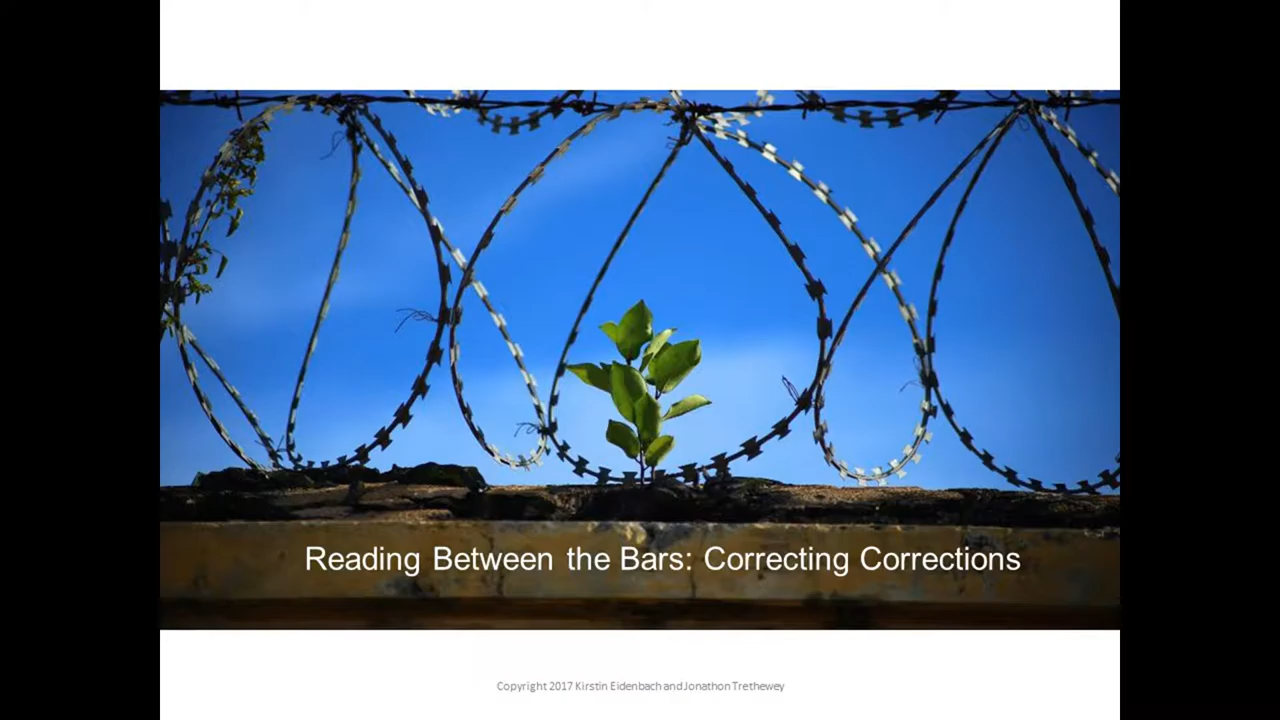 Reading Between the Bars: Correcting Corrections
Copyright 2017 Kirstin Eidenbach and Jonathon Trethewey